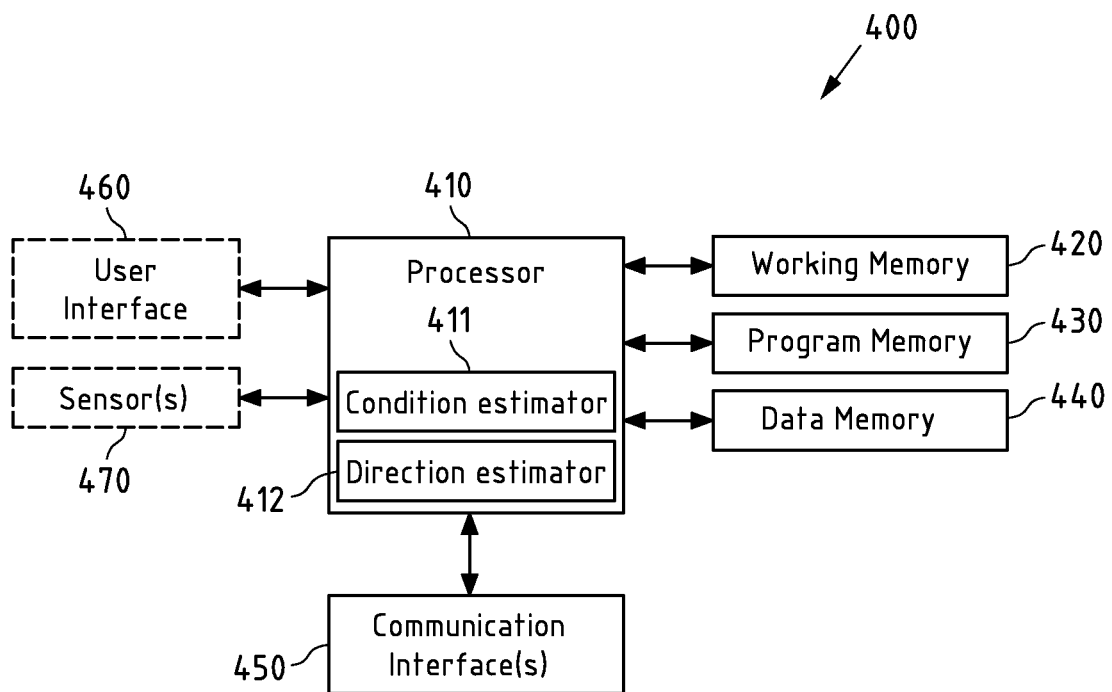 400
460
410
User
Interface
Processor
Working Memory
420
411
Program Memory
430
Sensor(s)
Condition estimator
Data Memory
440
470
412
Direction estimator
Communication
Interface(s)
450